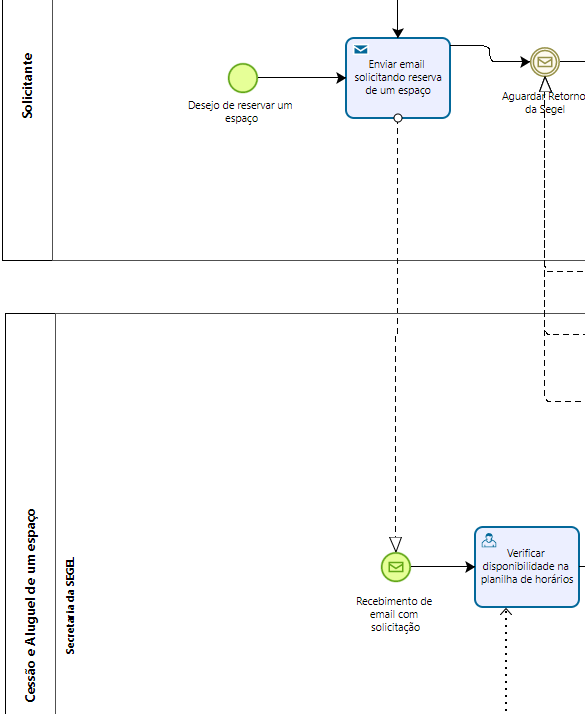 Solicitante
Desejo de reservar um
espaço
Enviar email
solicitando reserva
de um espaço
Aguardar Retorno
da Segel
Cessão e Aluguel de um espaço
Secretaria da SEGEL
Recebimento de
email com
solicitação
Verificar
disponibilidade na
planilha de horários